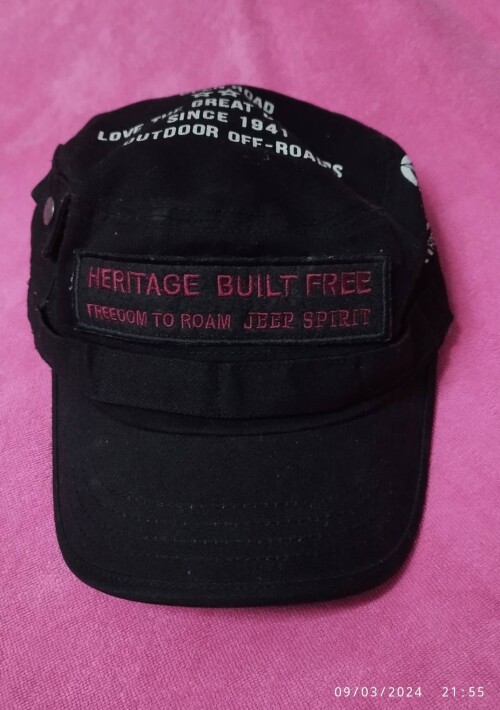 GREAT
LOVE THE
SINCE 1941
OUTDOOR OFF-ROADS
HERITAGE BUILT FREE
FREEDOM TO ROAM JEEP SPIRIT
09/03/2024 21:55